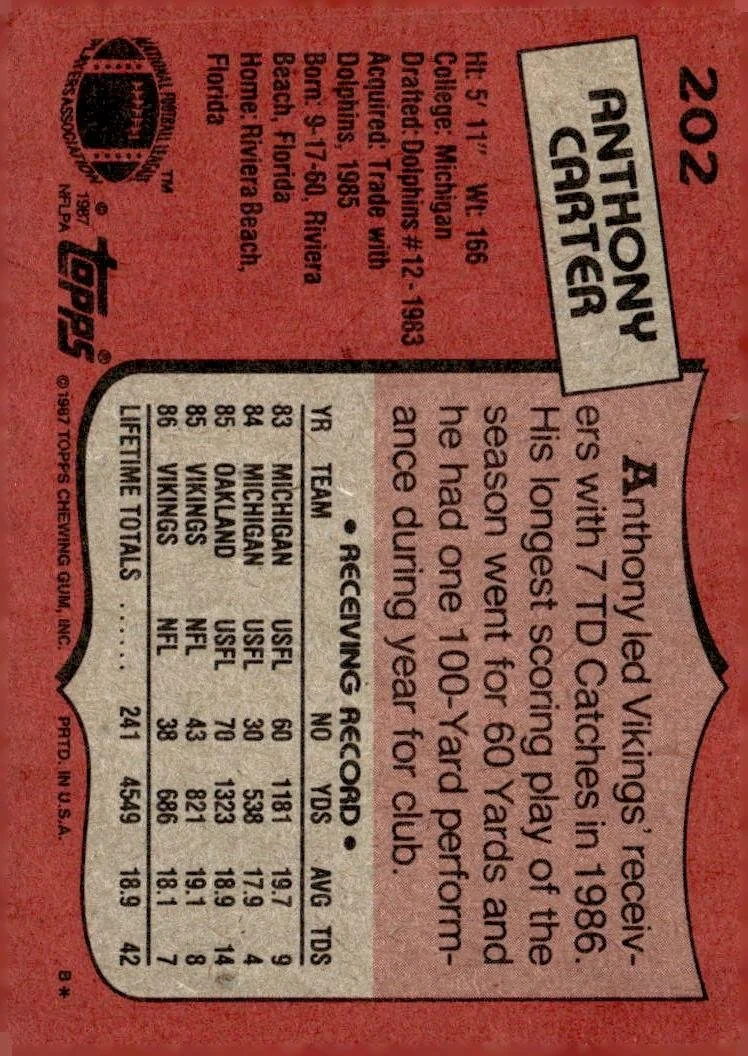 202
ANTHONY
CARTER
Ht: 5' 11" Wt: 166
College: Michigan
Drafted: Dolphins #12 - 1983
Acquired: Trade with
Dolphins, 1985
Born: 9-17-60, Riviera
Beach, Florida
Home: Riviera Beach,
Florida
NATIONAL FOOTBALL LEAGUE
PLAYERS ASSOCIATION
TM
© 1987
NFLPA
topps®
Anthony led Vikings' receiv-
ers with 7 TD Catches in 1986.
His longest scoring play of the
season went for 60 Yards and
he had one 100-Yard perform-
ance during year for club.
• RECEIVING RECORD •
YR TEAM NO YDS AVG TDS
83 MICHIGAN USFL 60 1181 19.7 9
84 MICHIGAN USFL 30 538 17.9 4
85 OAKLAND USFL 70 1323 18.9 14
85 VIKINGS NFL 43 821 19.1 8
86 VIKINGS NFL 38 686 18.1 7
LIFETIME TOTALS ...... 241 4549 18.9 42
© 1987 TOPPS CHEWING GUM, INC. PRTD. IN U.S.A. B*